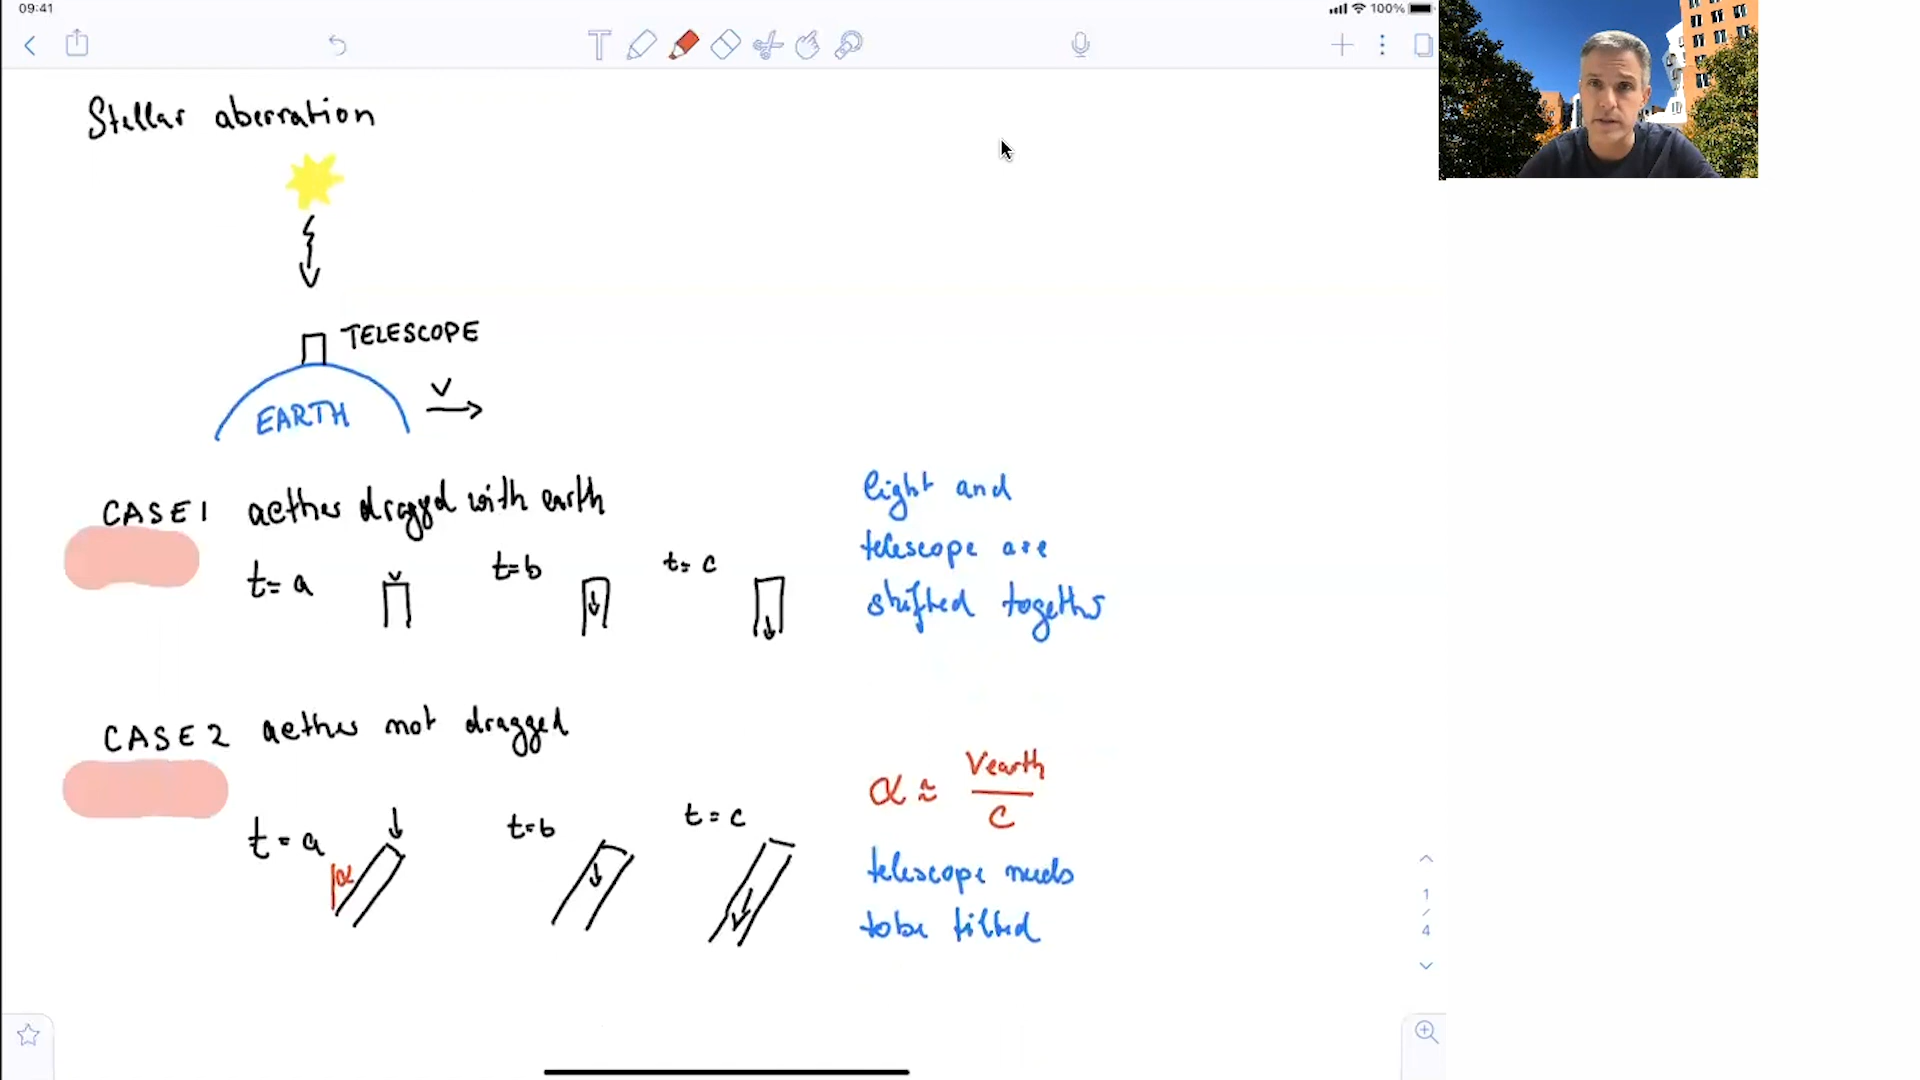 09:41
100%
Stellar aberration
TELESCOPE
V
EARTH
CASE 1 aether dragged with earth
t = a
t = b
t = c
light and
telescope are
shifted together
CASE 2 aether not dragged
t = a
t = b
t = c
α
α ≈ Vearth / c
telescope needs
to be tilted
1
/
4